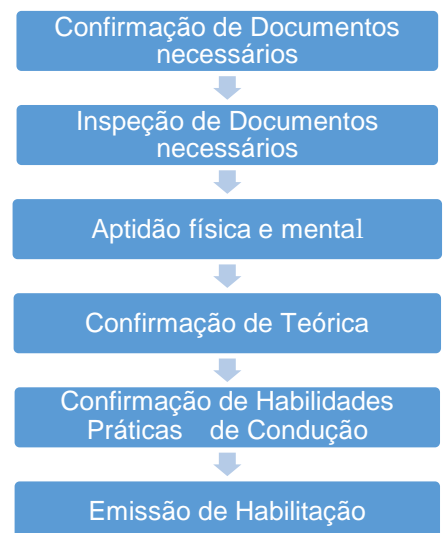 Confirmação de Documentos
necessários
Inspeção de Documentos
necessários
Aptidão física e mental
Confirmação de Teórica
Confirmação de Habilidades
Práticas de Condução
Emissão de Habilitação